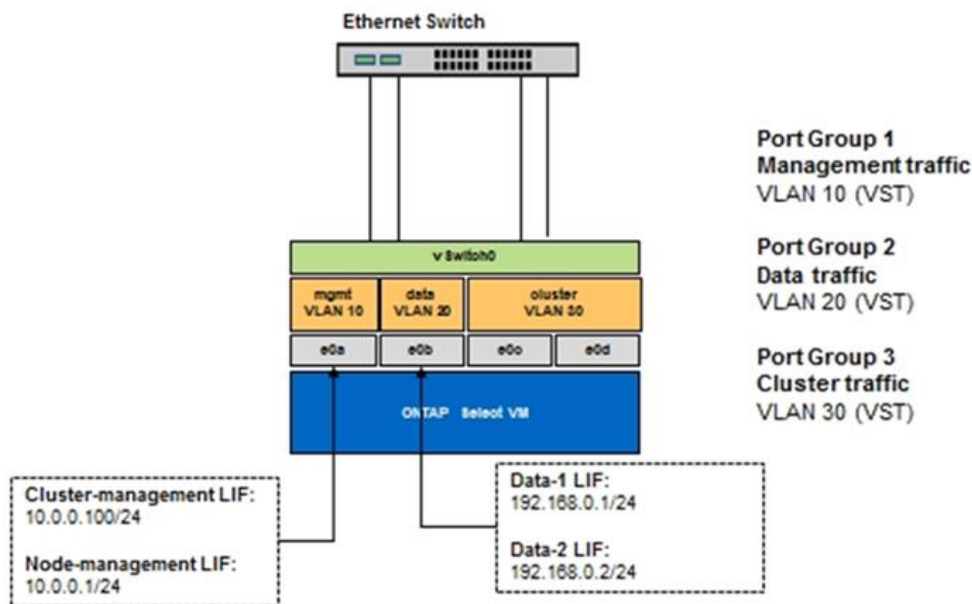 Ethernet Switch
Port Group 1
Management traffic
VLAN 10 (VST)
Port Group 2
Data traffic
VLAN 20 (VST)
Port Group 3
Cluster traffic
VLAN 30 (VST)
vSwitch0
mgmt
VLAN 10
data
VLAN 20
cluster
VLAN 30
e0a
e0b
e0c
e0d
ONTAP Select VM
Cluster-management LIF:
10.0.0.100/24
Node-management LIF:
10.0.0.1/24
Data-1 LIF:
192.168.0.1/24
Data-2 LIF:
192.168.0.2/24